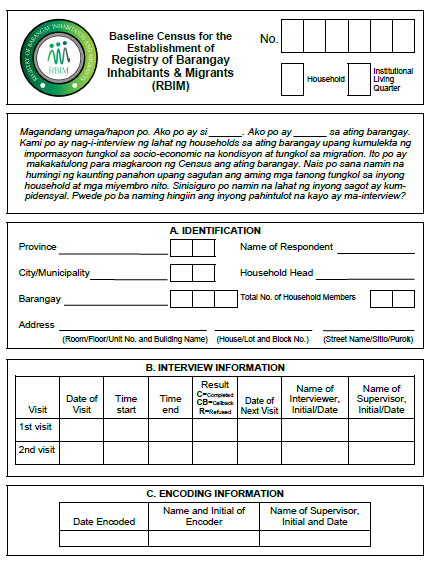 REGISTRY OF BARANGAY INHABITANTS AND MIGRANTS
RBIM
Baseline Census for the
Establishment of
Registry of Barangay
Inhabitants & Migrants
(RBIM)
No.
Household
Institutional
Living
Quarter
Magandang umaga/hapon po. Ako po ay si _______. Ako po ay ______ sa ating barangay.
Kami po ay nag-i-interview ng lahat ng households sa ating barangay upang kumulekta ng
impormasyon tungkol sa socio-economic na kondisyon at tungkol sa migration. Ito po ay
makakatulong para magkaroon ng Census ang ating barangay. Nais po sana namin na
humingi ng kaunting panahon upang sagutan ang aming mga tanong tungkol sa inyong
household at mga miyembro nito. Sinisiguro po namin na lahat ng inyong sagot ay kum-
pidensyal. Pwede po ba naming hingiin ang inyong pahintulot na kayo ay ma-interview?
A. IDENTIFICATION
Province
Name of Respondent
City/Municipality
Household Head
Barangay
Total No. of Household Members
Address
(Room/Floor/Unit No. and Building Name) (House/Lot and Block No.) (Street Name/Sitio/Purok)
B. INTERVIEW INFORMATION
Visit
Date of
Visit
Time
start
Time
end
Result
C=Completed
CB=Callback
R=Refused
Date of
Next Visit
Name of
Interviewer,
Initial/Date
Name of
Supervisor,
Initial/Date
1st visit
2nd visit
C. ENCODING INFORMATION
Date Encoded
Name and Initial of
Encoder
Name of Supervisor,
Initial and Date